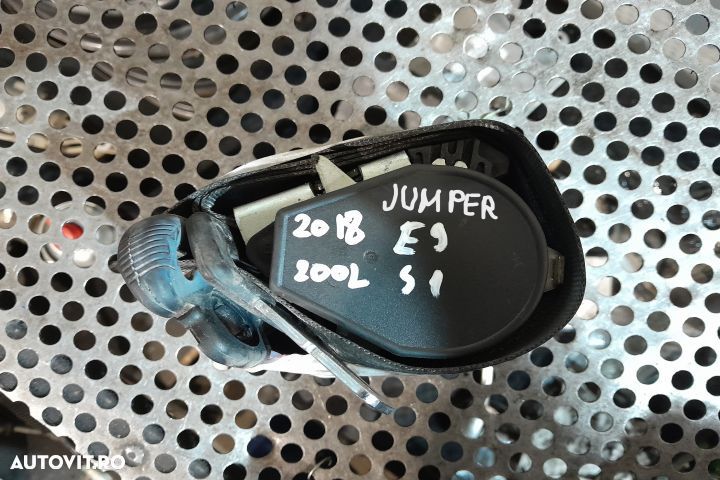 JUMPER
2018 E9
200L S1
AUTOVIT.RO